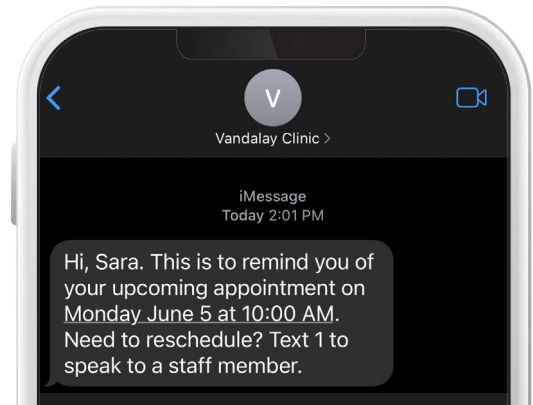 V
Vandalay Clinic >
iMessage
Today 2:01 PM
Hi, Sara. This is to remind you of
your upcoming appointment on
Monday June 5 at 10:00 AM.
Need to reschedule? Text 1 to
speak to a staff member.